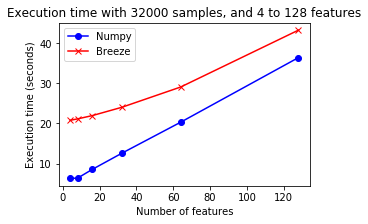 Execution time with 32000 samples, and 4 to 128 features
Numpy
Breeze
Execution time (seconds)
40
30
20
10
0 20 40 60 80 100 120
Number of features